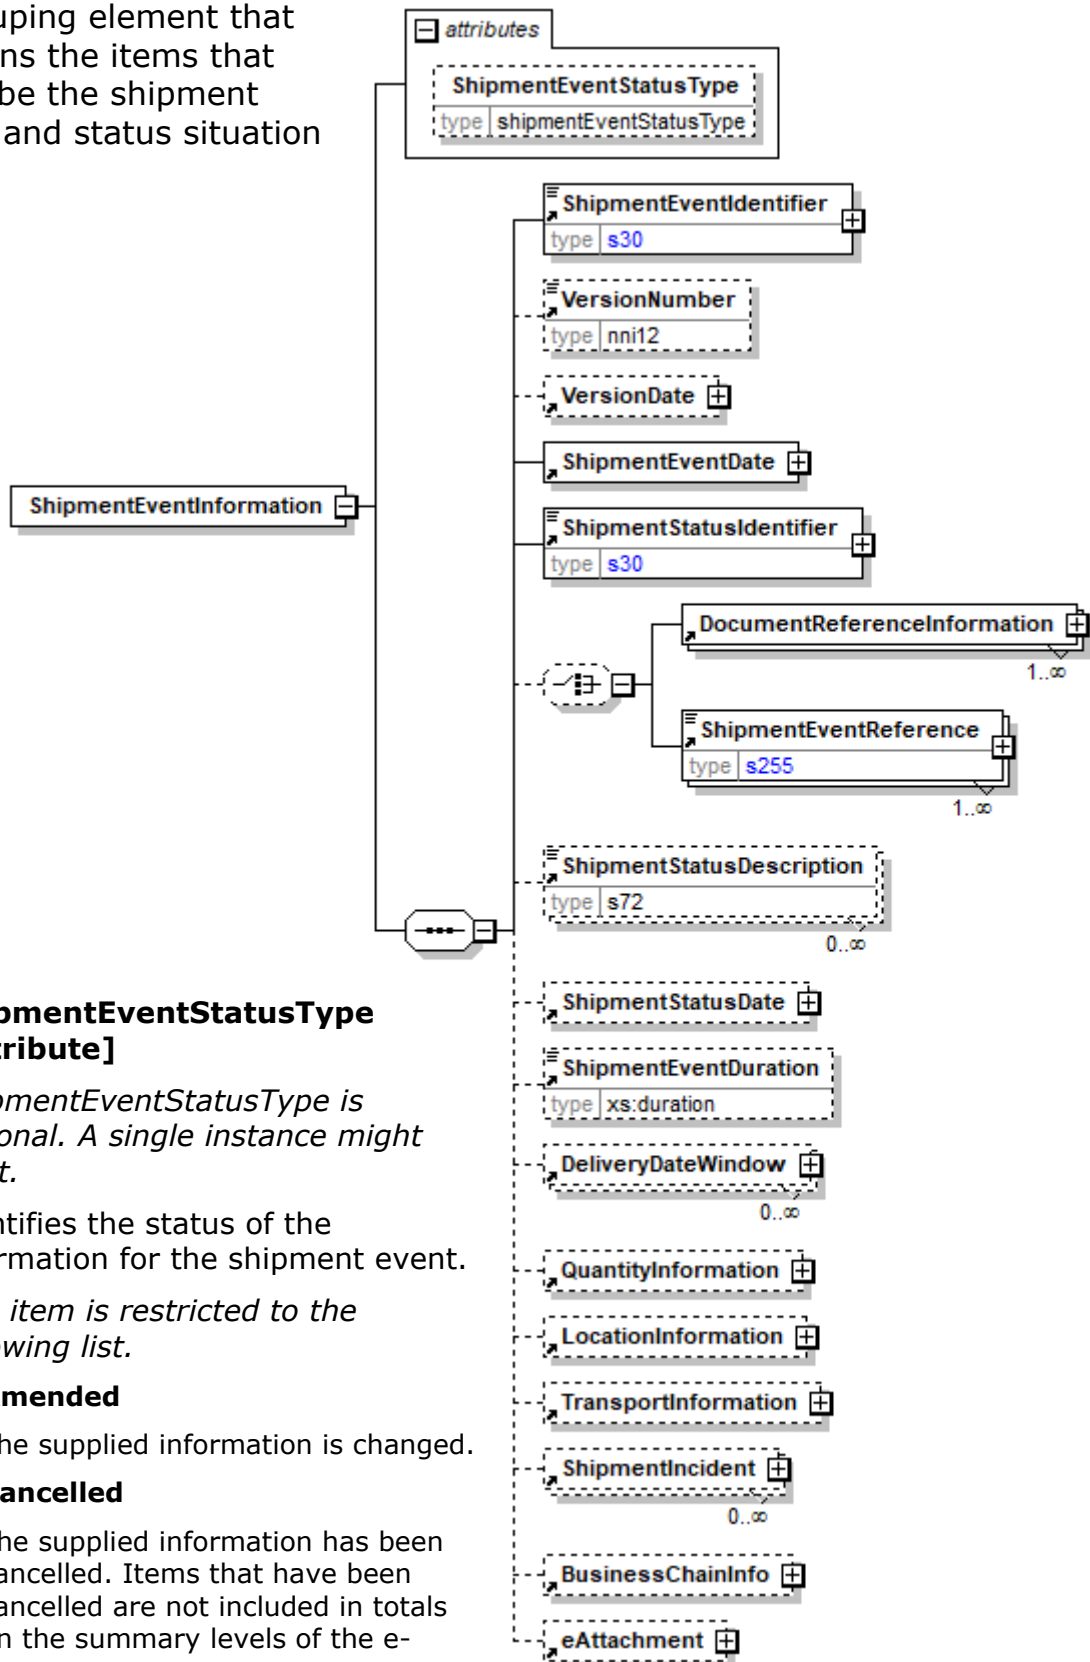 uping element that
ns the items that
be the shipment
and status situation
attributes
ShipmentEventStatusType
type shipmentEventStatusType
ShipmentEventIdentifier
type s30
VersionNumber
type nni12
VersionDate
ShipmentEventDate
ShipmentEventInformation
ShipmentStatusIdentifier
type s30
DocumentReferenceInformation
1..∞
ShipmentEventReference
type s255
1..∞
ShipmentStatusDescription
type s72
0..∞
ShipmentStatusDate
ShipmentEventDuration
type xs:duration
DeliveryDateWindow
0..∞
QuantityInformation
LocationInformation
TransportInformation
ShipmentIncident
0..∞
BusinessChainInfo
eAttachment
pmentEventStatusType
tribute]
pmentEventStatusType is
onal. A single instance might
t.
ntifies the status of the
rmation for the shipment event.
item is restricted to the
owing list.
mended
he supplied information is changed.
ancelled
he supplied information has been
ancelled. Items that have been
ancelled are not included in totals
n the summary levels of the e-